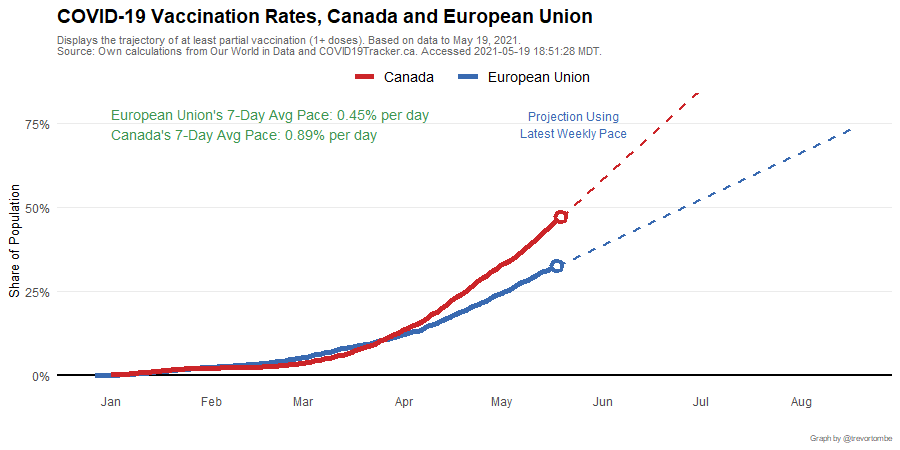 COVID-19 Vaccination Rates, Canada and European Union
Displays the trajectory of at least partial vaccination (1+ doses). Based on data to May 19, 2021.
Source: Own calculations from Our World in Data and COVID19Tracker.ca. Accessed 2021-05-19 18:51:28 MDT.
Canada
European Union
European Union's 7-Day Avg Pace: 0.45% per day
Canada's 7-Day Avg Pace: 0.89% per day
Projection Using
Latest Weekly Pace
Share of Population
75%
50%
25%
0%
Jan
Feb
Mar
Apr
May
Jun
Jul
Aug
Graph by @trevortombe